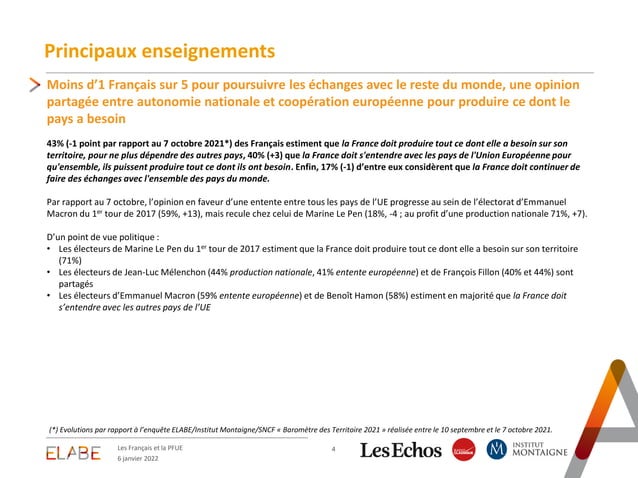 Principaux enseignements
Moins d’1 Français sur 5 pour poursuivre les échanges avec le reste du monde, une opinion
partagée entre autonomie nationale et coopération européenne pour produire ce dont le
pays a besoin
43% (-1 point par rapport au 7 octobre 2021*) des Français estiment que la France doit produire tout ce dont elle a besoin sur son
territoire, pour ne plus dépendre des autres pays, 40% (+3) que la France doit s'entendre avec les pays de l'Union Européenne pour
qu'ensemble, ils puissent produire tout ce dont ils ont besoin. Enfin, 17% (-1) d’entre eux considèrent que la France doit continuer de
faire des échanges avec l'ensemble des pays du monde.
Par rapport au 7 octobre, l’opinion en faveur d’une entente entre tous les pays de l’UE progresse au sein de l’électorat d’Emmanuel
Macron du 1er tour de 2017 (59%, +13), mais recule chez celui de Marine Le Pen (18%, -4 ; au profit d’une production nationale 71%, +7).
D’un point de vue politique :
• Les électeurs de Marine Le Pen du 1er tour de 2017 estiment que la France doit produire tout ce dont elle a besoin sur son territoire
(71%)
• Les électeurs de Jean-Luc Mélenchon (44% production nationale, 41% entente européenne) et de François Fillon (40% et 44%) sont
partagés
• Les électeurs d’Emmanuel Macron (59% entente européenne) et de Benoît Hamon (58%) estiment en majorité que la France doit
s’entendre avec les autres pays de l’UE
(*) Evolutions par rapport à l’enquête ELABE/Institut Montaigne/SNCF « Baromètre des Territoire 2021 » réalisée entre le 10 septembre et le 7 octobre 2021.
ELABE
Les Français et la PFUE
6 janvier 2022
4
Les Echos
RADIO CLASSIQUE
M
INSTITUT
MONTAIGNE